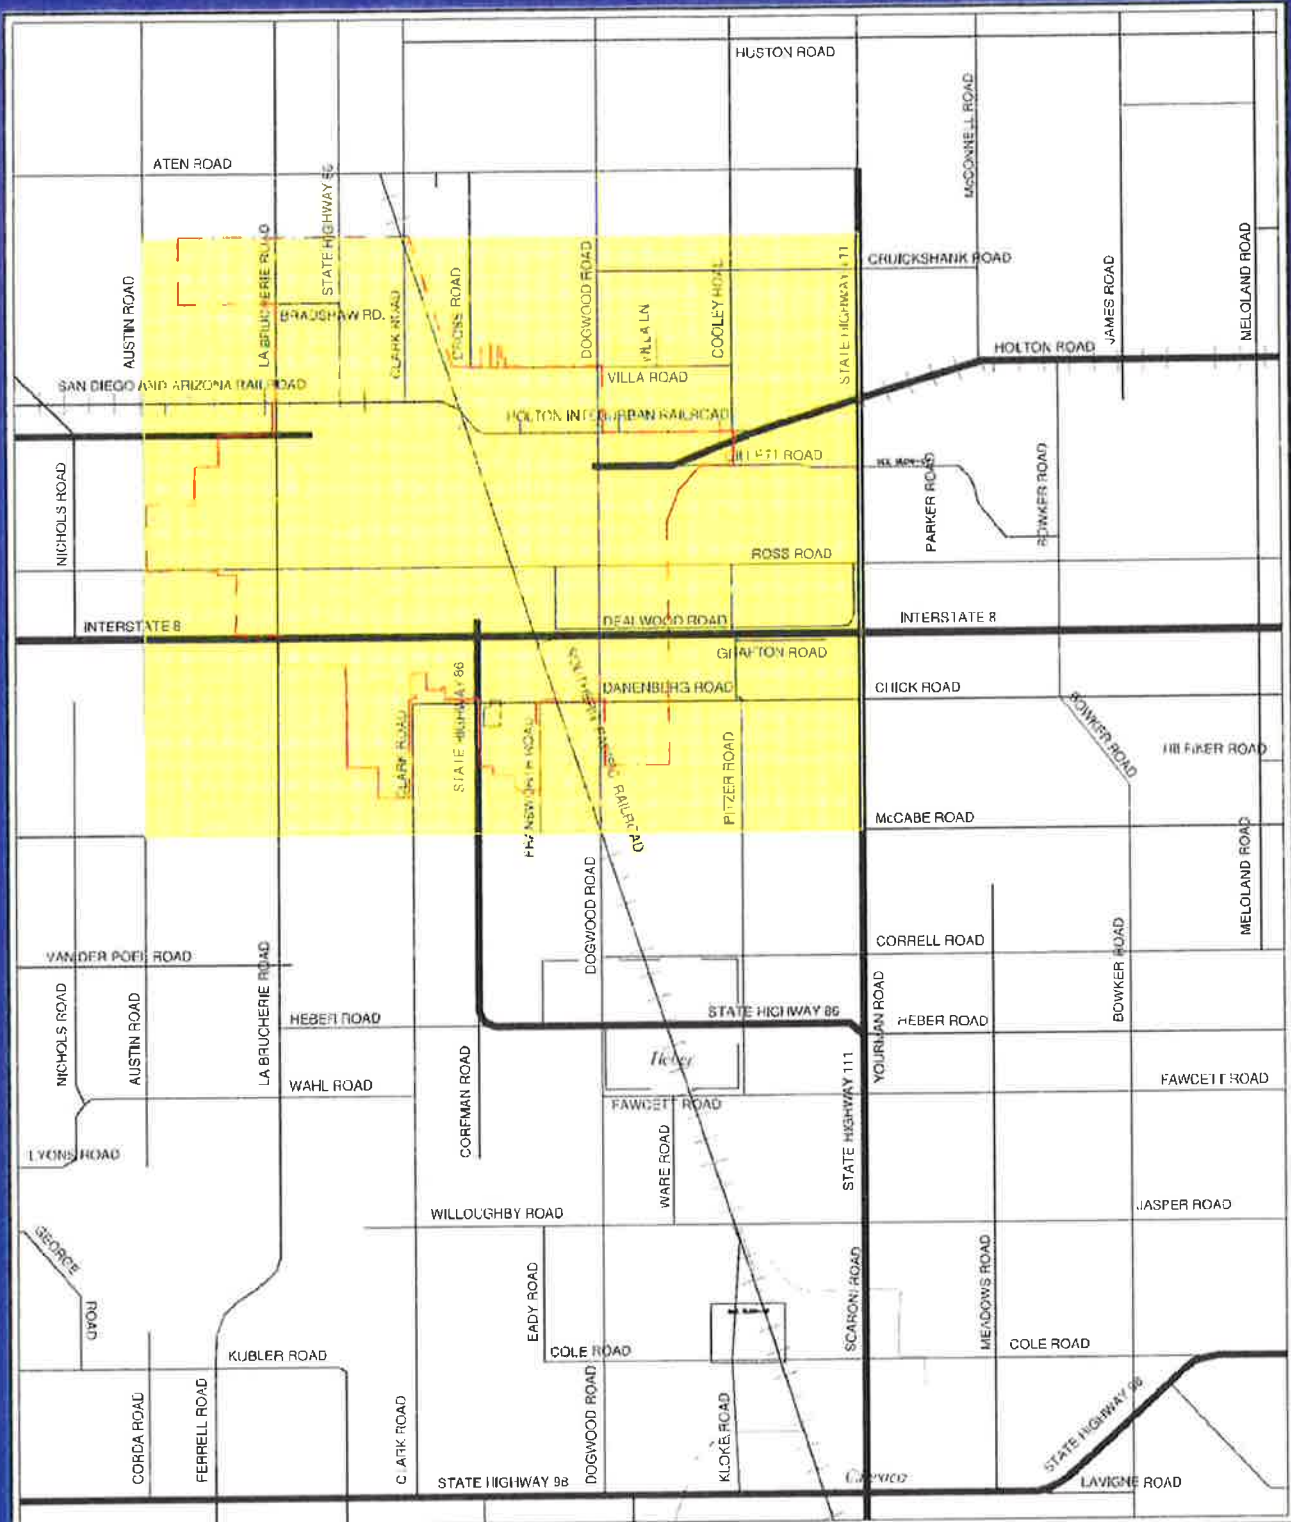 HUSTON ROAD
McCONNELL ROAD
ATEN ROAD
STATE HIGHWAY 86
AUSTIN ROAD
LA BRUCHERIE ROAD
BRADSHAW RD.
CLARK ROAD
CROSS ROAD
DOGWOOD ROAD
VILLA LN
STATE HIGHWAY 111
CRUICKSHANK ROAD
JAMES ROAD
MELOLAND ROAD
HOLTON ROAD
VILLA ROAD
SAN DIEGO AND ARIZONA RAILROAD
HOLTON INTERURBAN RAILROAD
NICHOLS ROAD
PARKER ROAD
BOWKER ROAD
ROSS ROAD
INTERSTATE 8
DEALWOOD ROAD
INTERSTATE 8
GRAFTON ROAD
DANENBERG ROAD
CHICK ROAD
CLARK ROAD
STATE HIGHWAY 86
PITZER ROAD
BOWKER ROAD
McCABE ROAD
DOGWOOD ROAD
MELOLAND ROAD
VAN DER POEL ROAD
CORRELL ROAD
NICHOLS ROAD
AUSTIN ROAD
LA BRUCHERIE ROAD
HEBER ROAD
STATE HIGHWAY 86
YOURMAN ROAD
HEBER ROAD
BOWKER ROAD
Heber
WAHL ROAD
CORFMAN ROAD
FAWCETT ROAD
FAWCETT ROAD
STATE HIGHWAY 111
LYONS ROAD
WARE ROAD
WILLOUGHBY ROAD
JASPER ROAD
GEORGE
ROAD
EADY ROAD
SCARONI ROAD
MEADOWS ROAD
KUBLER ROAD
COLE ROAD
COLE ROAD
CORDA ROAD
FERRELL ROAD
CLARK ROAD
DOGWOOD ROAD
KLOKE ROAD
STATE HIGHWAY 98
STATE HIGHWAY 98
LAVIGNE ROAD